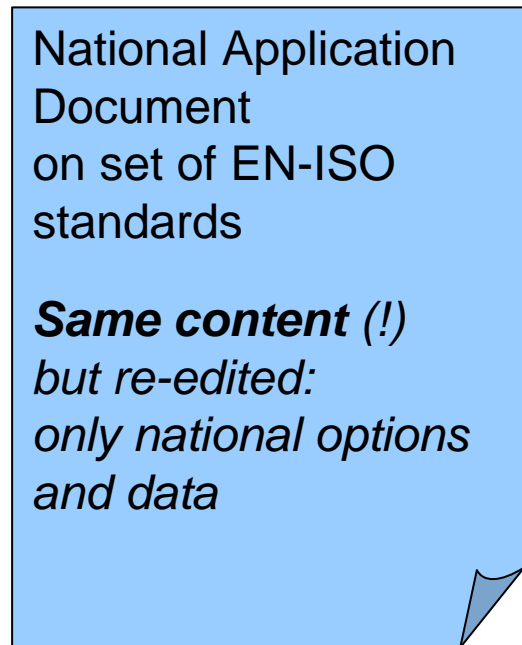 National Application
Document
on set of EN-ISO
standards
Same content (!)
but re-edited:
only national options
and data